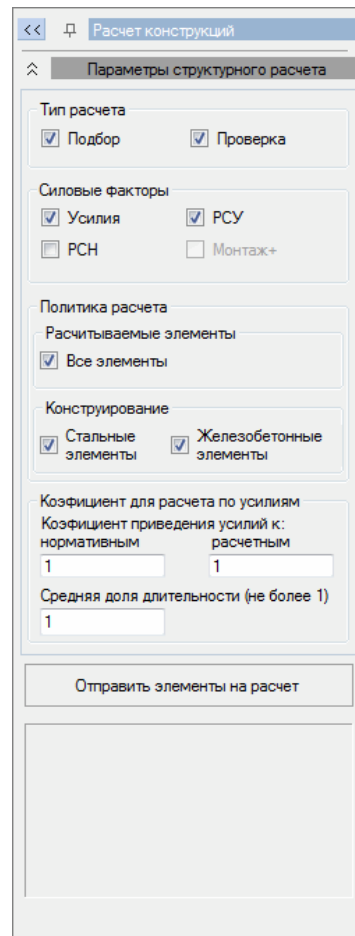 << Расчет конструкций
Параметры структурного расчета
Тип расчета
Подбор Проверка
Силовые факторы
Усилия РСУ
РСН Монтаж+
Политика расчета
Расчитываемые элементы
Все элементы
Конструирование
Стальные элементы Железобетонные элементы
Коэфициент для расчета по усилиям
Коэфициент приведения усилий к:
нормативным расчетным
1 1
Средняя доля длительности (не более 1)
1
Отправить элементы на расчет